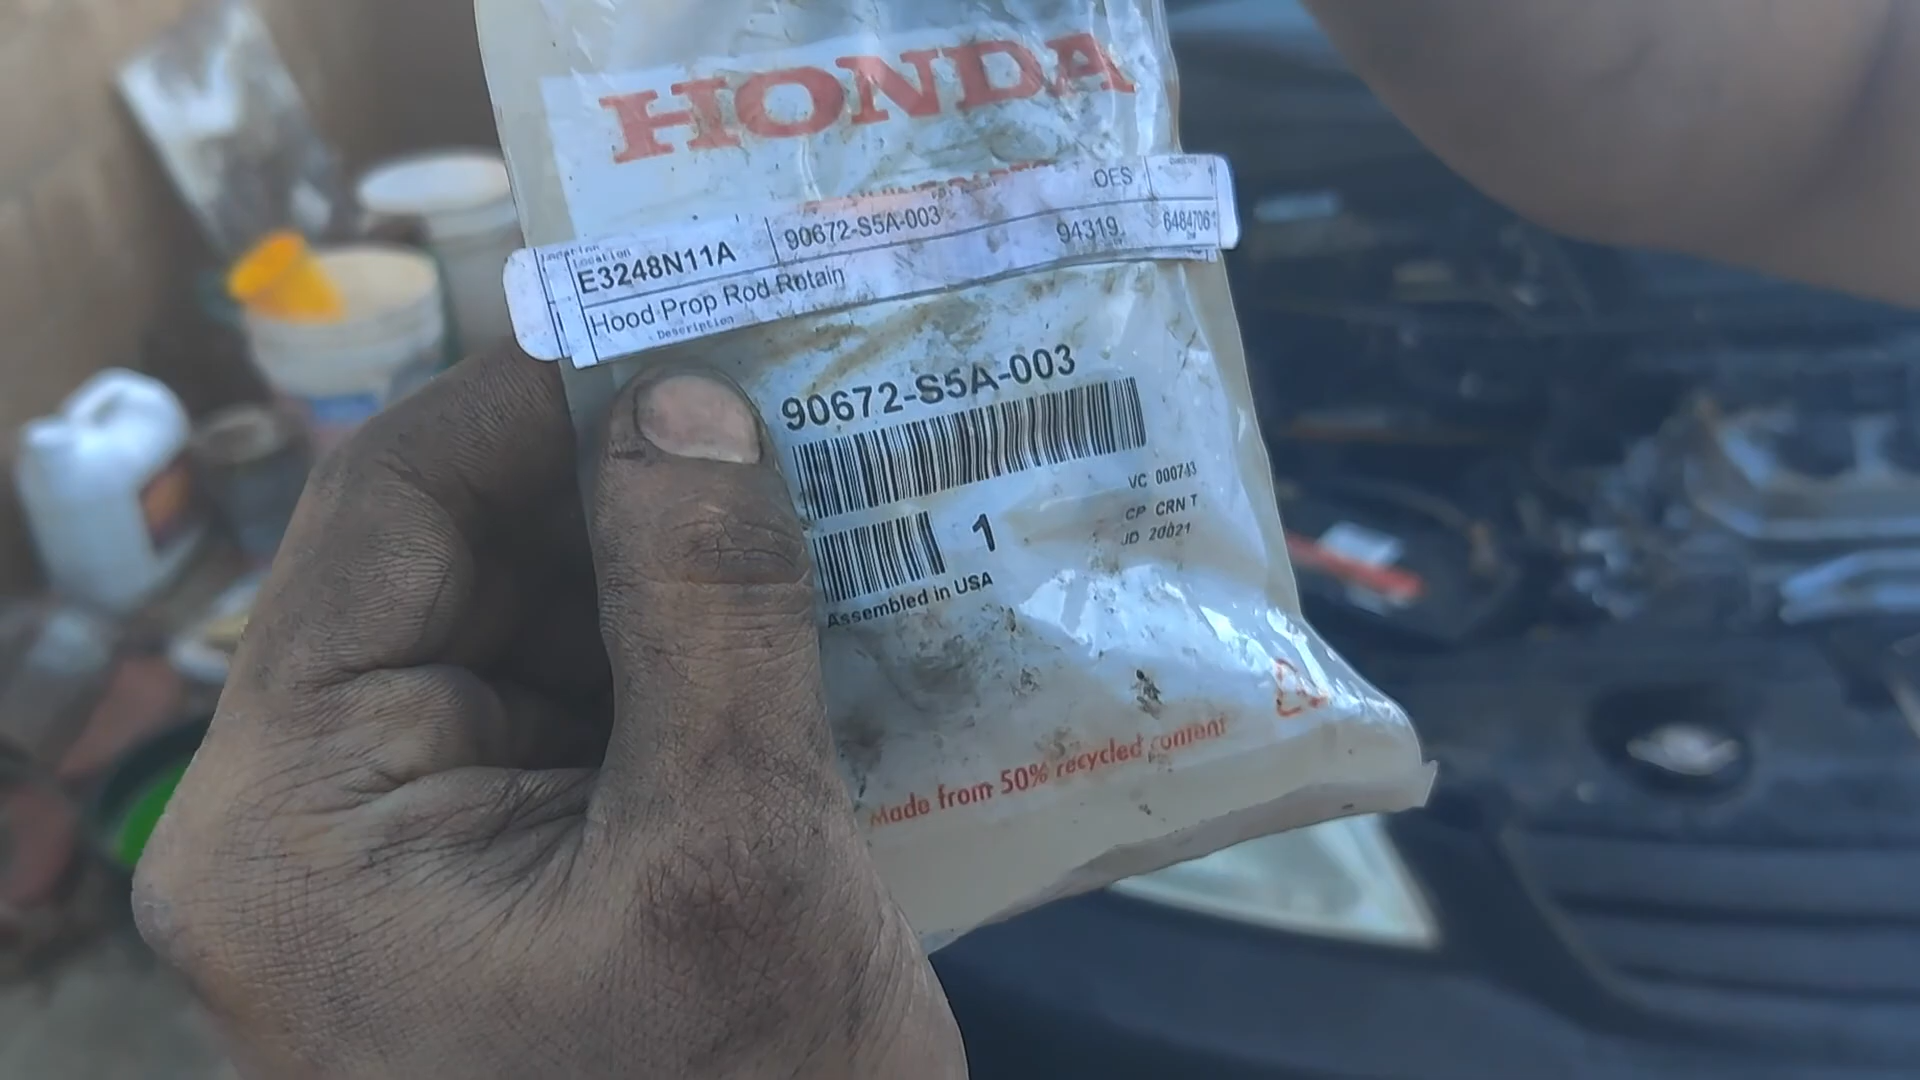 HONDA
OES
Location
E3248N11A
90672-S5A-003
94319
6484706
Hood Prop Rod Retain
Description
90672-S5A-003
VC 000743
CP CRN T
JD 20021
1
Assembled in USA
Made from 50% recycled content